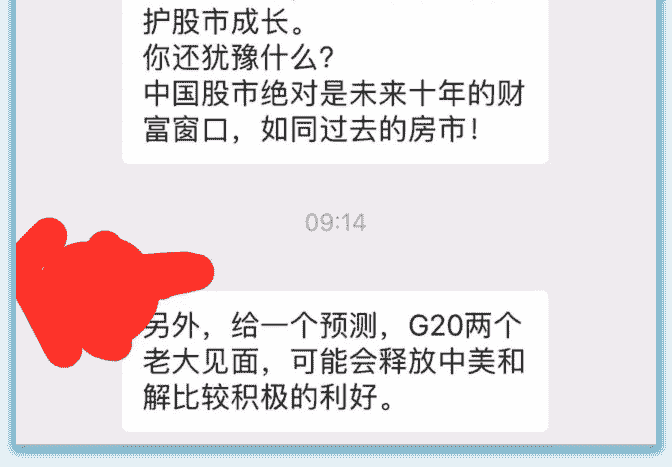 护股市成长。
你还犹豫什么？
中国股市绝对是未来十年的财
富窗口，如同过去的房市！
09:14
另外，给一个预测，G20两个
老大见面，可能会释放中美和
解比较积极的利好。